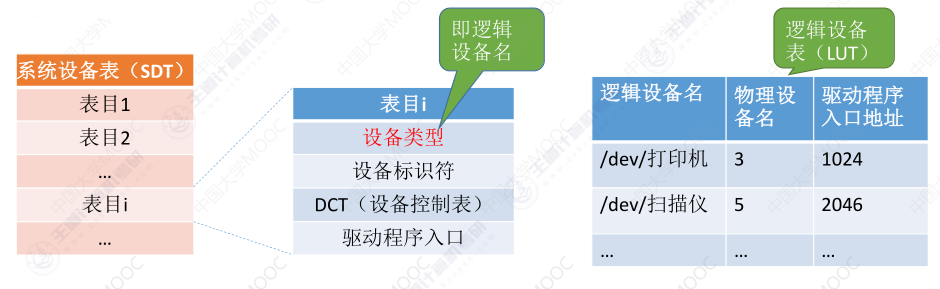 即逻辑
设备名
逻辑设备
表（LUT）
系统设备表（SDT）
表目1
表目2
...
表目i
...
表目i
设备类型
设备标识符
DCT（设备控制表）
驱动程序入口
逻辑设备名 物理设备名 驱动程序入口地址
/dev/打印机 3 1024
/dev/扫描仪 5 2046
... ... ...
中国大学MOOC
王道计算机考研